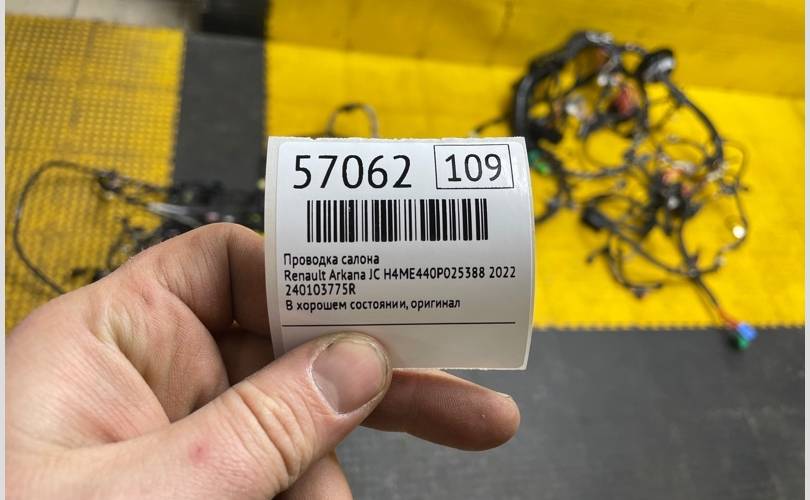 57062 109
Проводка салона
Renault Arkana JC H4ME440P025388 2022
240103775R
В хорошем состоянии, оригинал